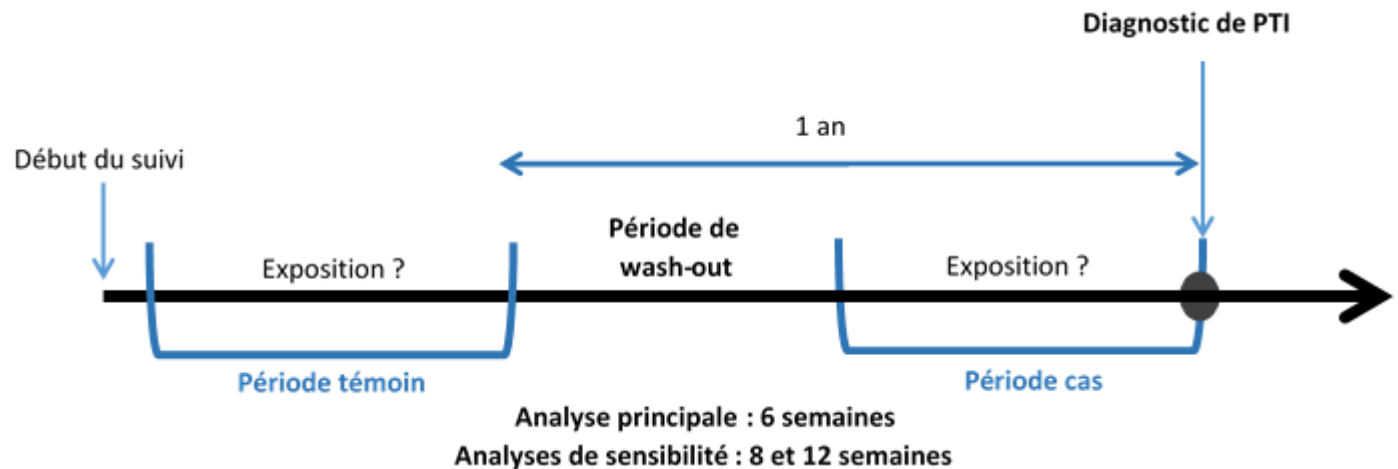 Diagnostic de PTI
1 an
Début du suivi
Période de
wash-out
Exposition ?
Exposition ?
Période témoin
Période cas
Analyse principale : 6 semaines
Analyses de sensibilité : 8 et 12 semaines